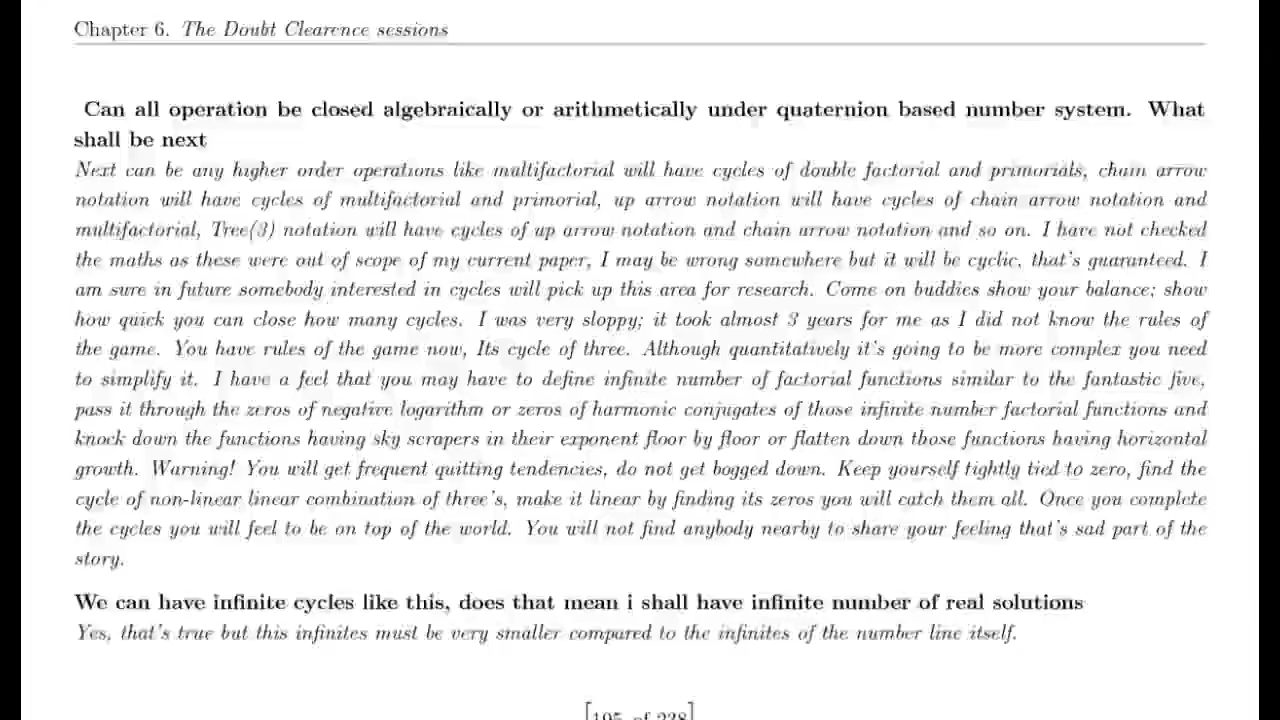 Chapter 6. The Doubt Clearence sessions
Can all operation be closed algebraically or arithmetically under quaternion based number system. What
shall be next
Next can be any higher order operations like multifactorial will have cycles of double factorial and primorials, chain arrow
notation will have cycles of multifactorial and primorial, up arrow notation will have cycles of chain arrow notation and
multifactorial, Tree(3) notation will have cycles of up arrow notation and chain arrow notation and so on. I have not checked
the maths as these were out of scope of my current paper, I may be wrong somewhere but it will be cyclic, that's guaranteed. I
am sure in future somebody interested in cycles will pick up this area for research. Come on buddies show your balance; show
how quick you can close how many cycles. I was very sloppy; it took almost 3 years for me as I did not know the rules of
the game. You have rules of the game now, Its cycle of three. Although quantitatively it's going to be more complex you need
to simplify it. I have a feel that you may have to define infinite number of factorial functions similar to the fantastic five,
pass it through the zeros of negative logarithm or zeros of harmonic conjugates of those infinite number factorial functions and
knock down the functions having sky scrapers in their exponent floor by floor or flatten down those functions having horizontal
growth. Warning! You will get frequent quitting tendencies, do not get bogged down. Keep yourself tightly tied to zero, find the
cycle of non-linear linear combination of three's, make it linear by finding its zeros you will catch them all. Once you complete
the cycles you will feel to be on top of the world. You will not find anybody nearby to share your feeling that's sad part of the
story.
We can have infinite cycles like this, does that mean i shall have infinite number of real solutions
Yes, that's true but this infinites must be very smaller compared to the infinites of the number line itself.
[195 of 238]